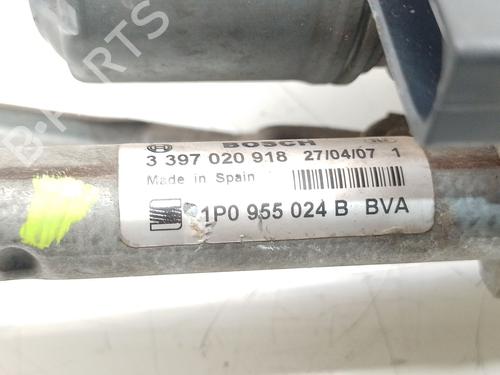 B-PARTS
BOSCH
3 397 020 918 27/04/07 1
Made in Spain
1P0 955 024 B BVA